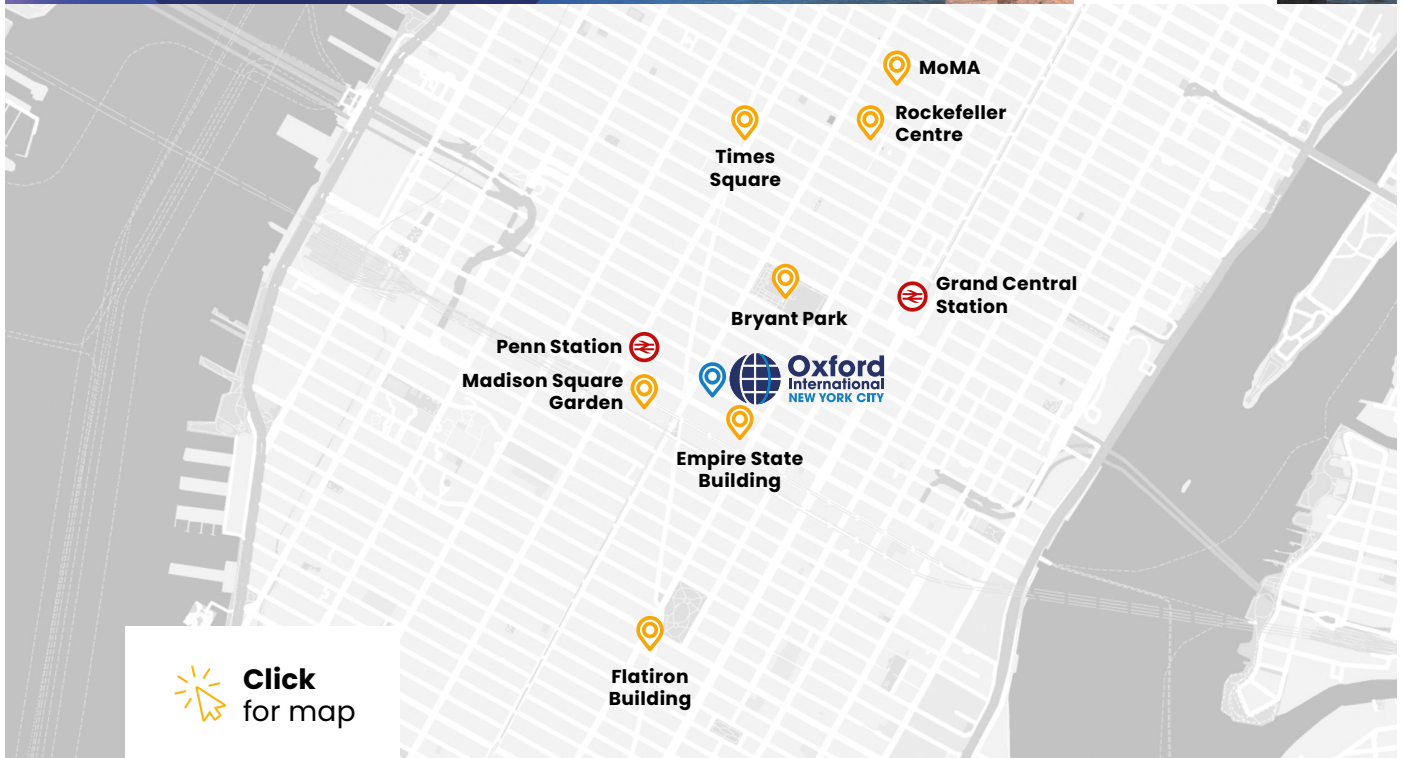 MoMA
Rockefeller
Centre
Times
Square
Grand Central
Station
Bryant Park
Penn Station
Oxford
International
NEW YORK CITY
Madison Square
Garden
Empire State
Building
Flatiron
Building
Click
for map